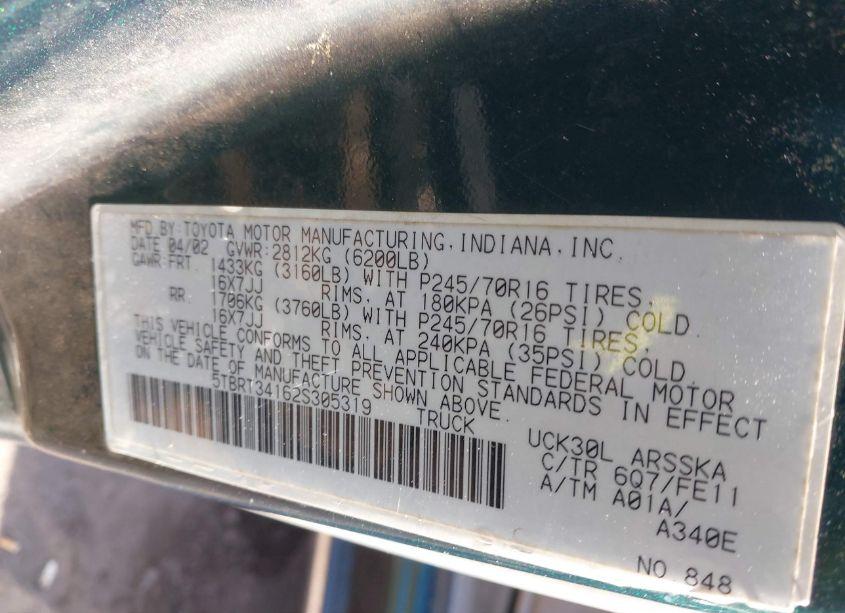 MFD.BY:TOYOTA MOTOR MANUFACTURING,INDIANA,INC.
DATE 04/02 GVWR:2812KG (6200LB)
GAWR:FRT. 1433KG (3160LB) WITH P245/70R16 TIRES.
16X7JJ RIMS. AT 180KPA (26PSI) COLD
RR 1706KG (3760LB) WITH P245/70R16 TIRES.
16X7JJ RIMS. AT 240KPA (35PSI) COLD.
THIS VEHICLE CONFORMS TO ALL APPLICABLE FEDERAL MOTOR
VEHICLE SAFETY AND THEFT PREVENTION STANDARDS IN EFFECT
ON THE DATE OF MANUFACTURE SHOWN ABOVE.
5TBRT34162S305319 TRUCK
UCK30L ARSSKA
C/TR 6Q7/FE11
A/TM A01A/
A340E
NO. 848